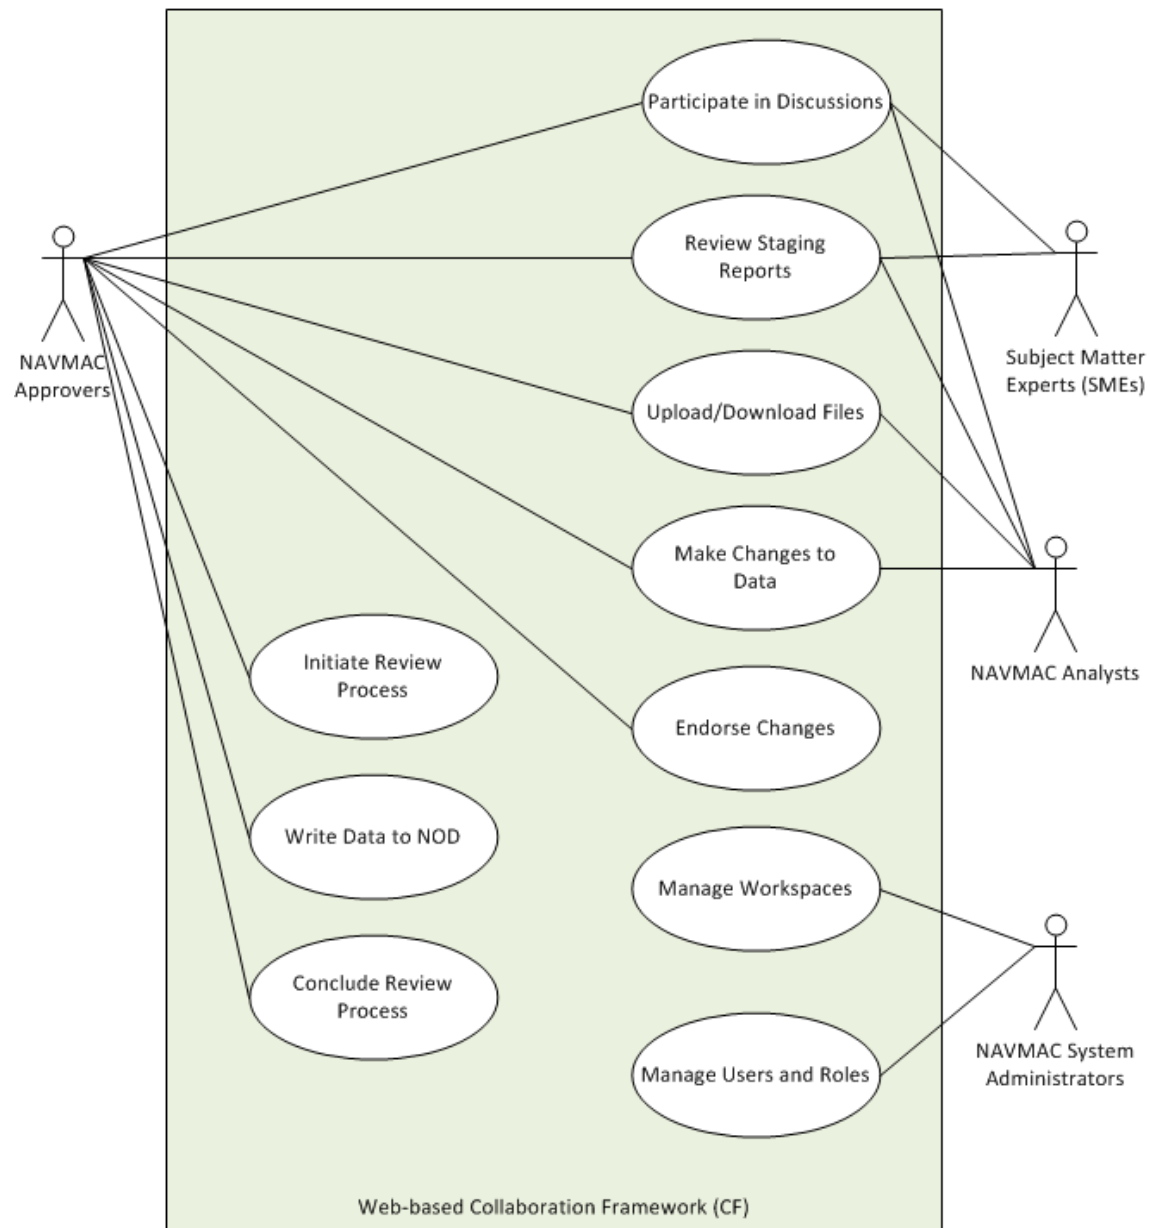 Participate in Discussions
Review Staging
Reports
NAVMAC
Approvers
Subject Matter
Experts (SMEs)
Upload/Download Files
Make Changes to
Data
Initiate Review
Process
NAVMAC Analysts
Endorse Changes
Write Data to NOD
Manage Workspaces
Conclude Review
Process
NAVMAC System
Administrators
Manage Users and Roles
Web-based Collaboration Framework (CF)